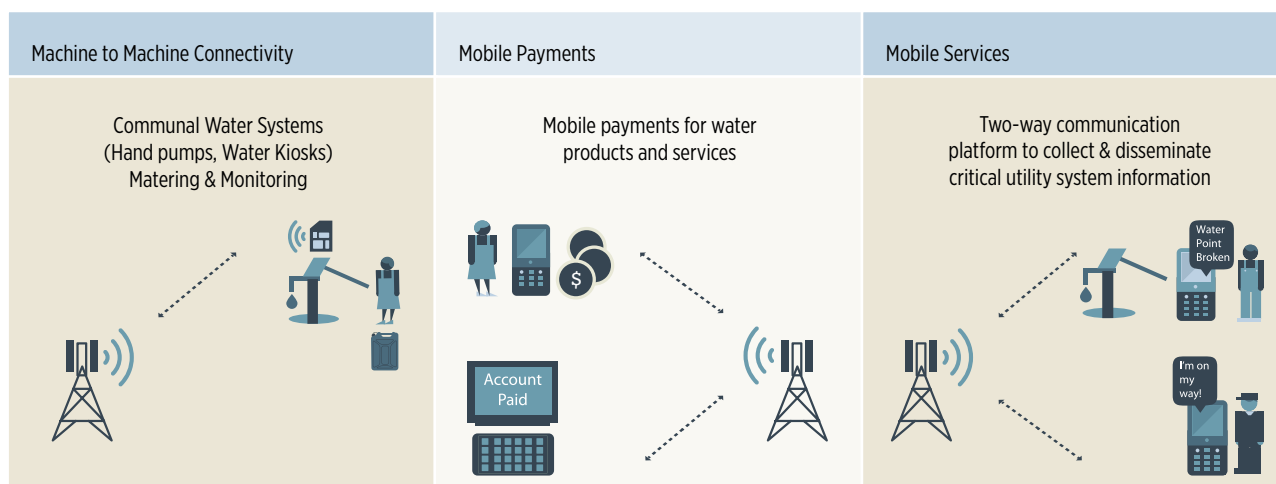 Machine to Machine Connectivity
Mobile Payments
Mobile Services
Communal Water Systems
(Hand pumps, Water Kiosks)
Matering & Monitoring
Mobile payments for water
products and services
$
Account
Paid
Two-way communication
platform to collect & disseminate
critical utility system information
Water
Point
Broken
I'm on
my
way!